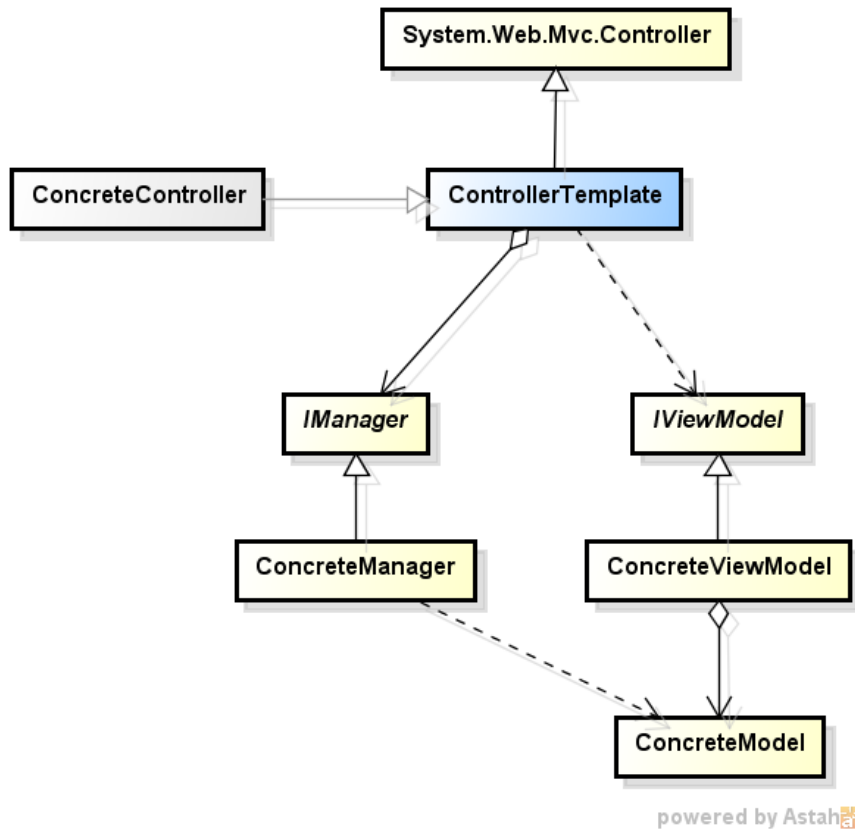 System.Web.Mvc.Controller
ConcreteController
ControllerTemplate
IManager
IViewModel
ConcreteManager
ConcreteViewModel
ConcreteModel
powered by Astah